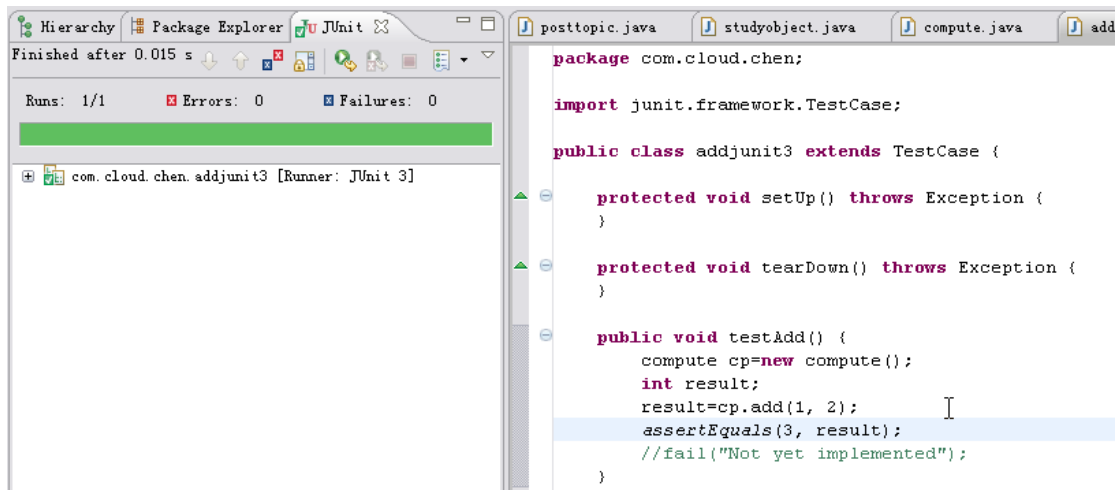 Hierarchy Package Explorer JUnit
Finished after 0.015 s
Runs: 1/1 Errors: 0 Failures: 0
com.cloud.chen.addjunit3 [Runner: JUnit 3]
posttopic.java studyobject.java compute.java add
package com.cloud.chen;
import junit.framework.TestCase;
public class addjunit3 extends TestCase {
protected void setUp() throws Exception {
}
protected void tearDown() throws Exception {
}
public void testAdd() {
compute cp=new compute();
int result;
result=cp.add(1, 2);
assertEquals(3, result);
//fail("Not yet implemented");
}